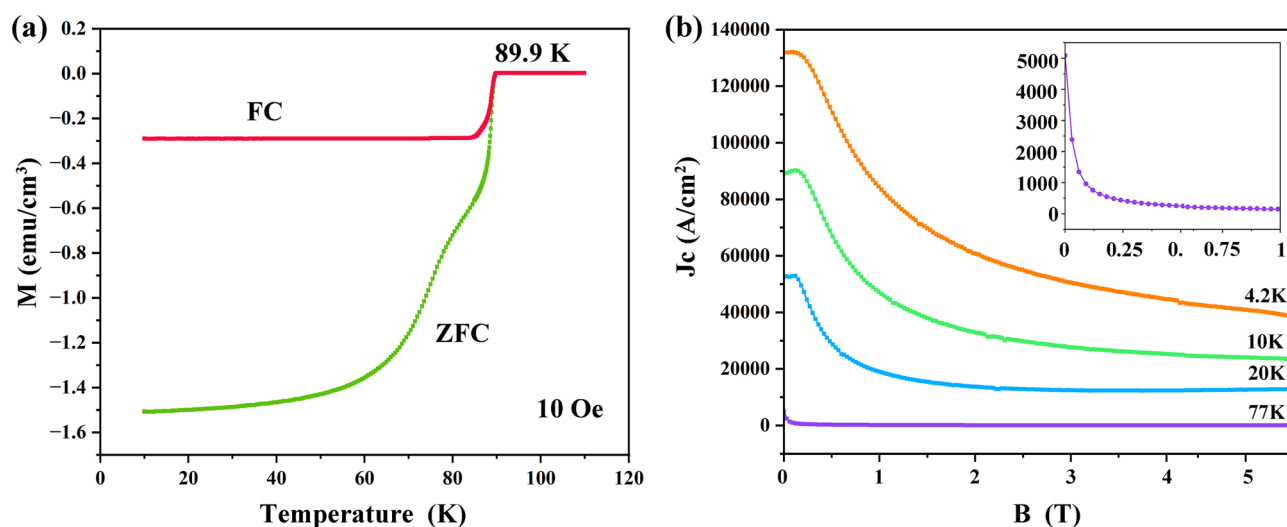 (a)
0.2
0.0
−0.2
−0.4
−0.6
−0.8
−1.0
−1.2
−1.4
−1.6
M (emu/cm³)
89.9 K
FC
ZFC
10 Oe
0 20 40 60 80 100 120
Temperature (K)
(b)
140000
120000
100000
80000
60000
40000
20000
0
Jc (A/cm²)
5000
4000
3000
2000
1000
0
0 0.25 0. 0.75 1
4.2K
10K
20K
77K
0 1 2 3 4 5
B (T)